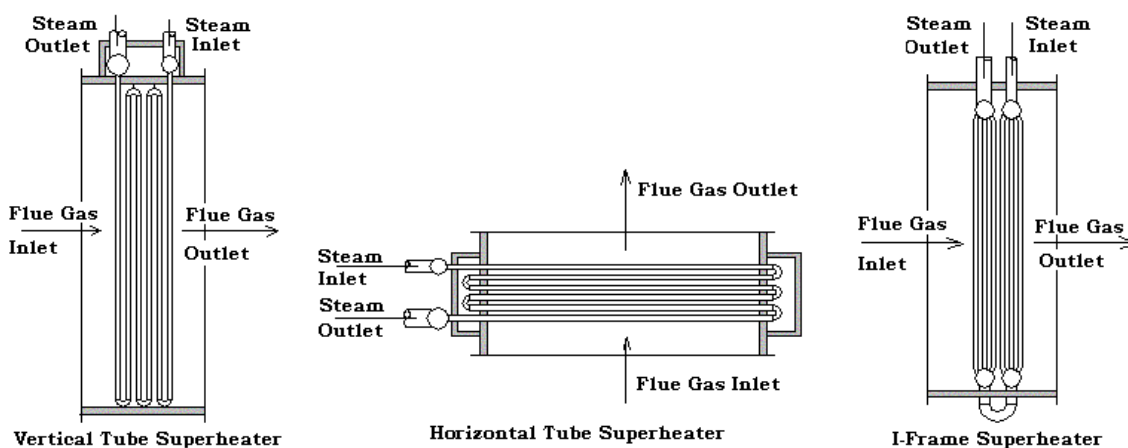 Steam
Outlet
Steam
Inlet
Flue Gas
Inlet
Flue Gas
Outlet
Vertical Tube Superheater
Flue Gas Outlet
Steam
Inlet
Steam
Outlet
Flue Gas Inlet
Horizontal Tube Superheater
Steam
Outlet
Steam
Inlet
Flue Gas
Inlet
Flue Gas
Outlet
I-Frame Superheater